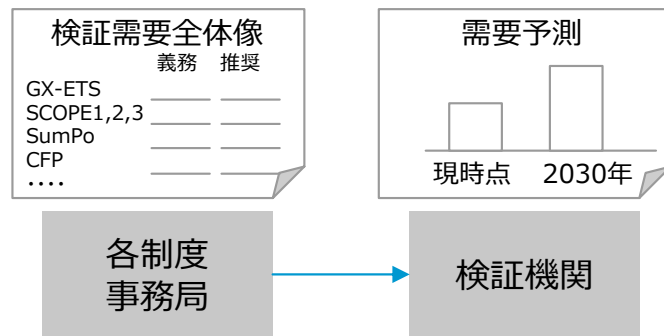 検証需要全体像
義務 推奨
GX-ETS
SCOPE1,2,3
SumPo
CFP
‥‥
需要予測
現時点 2030年
各制度
事務局
検証機関